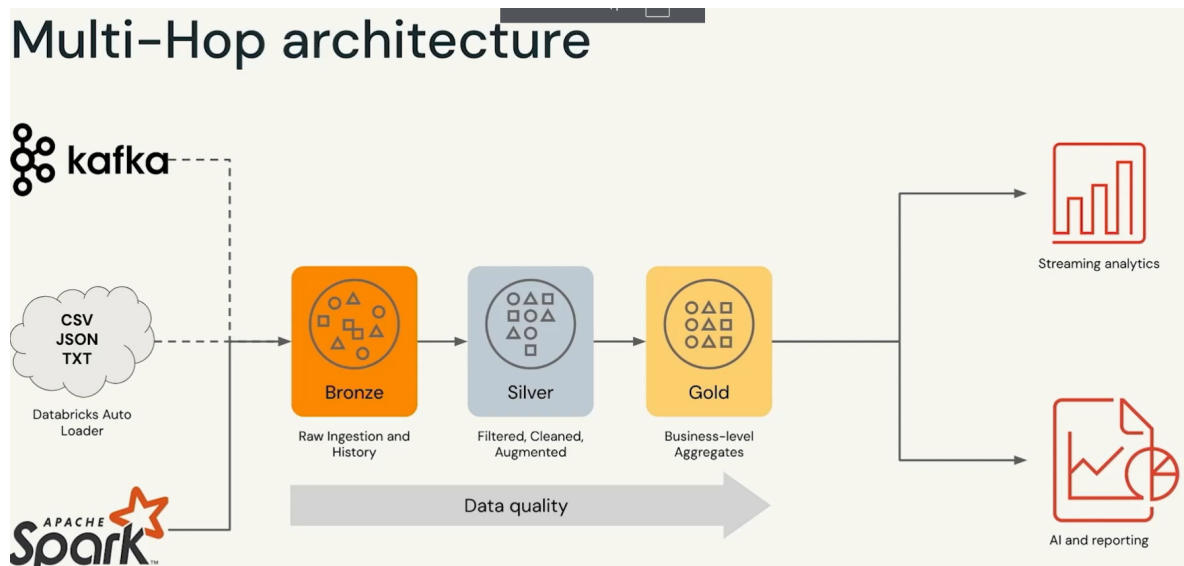 Multi-Hop architecture
kafka
CSV
JSON
TXT
Databricks Auto
Loader
APACHE
Spark
TM
Bronze
Raw Ingestion and
History
Silver
Filtered, Cleaned,
Augmented
Gold
Business-level
Aggregates
Data quality
Streaming analytics
AI and reporting